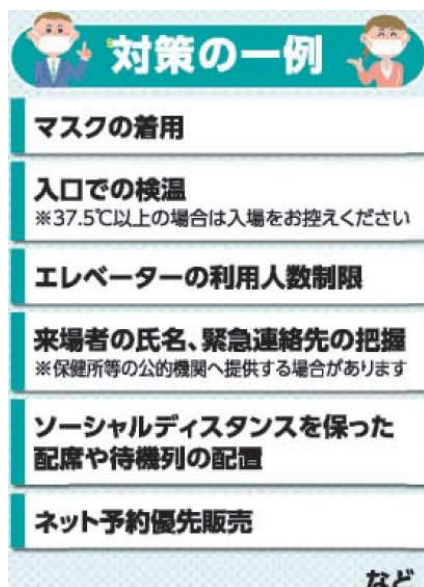 対策の一例
マスクの着用
入口での検温
※37.5℃以上の場合は入場をお控えください
エレベーターの利用人数制限
来場者の氏名、緊急連絡先の把握
※保健所等の公的機関へ提供する場合があります
ソーシャルディスタンスを保った
配席や待機列の配置
ネット予約優先販売
など